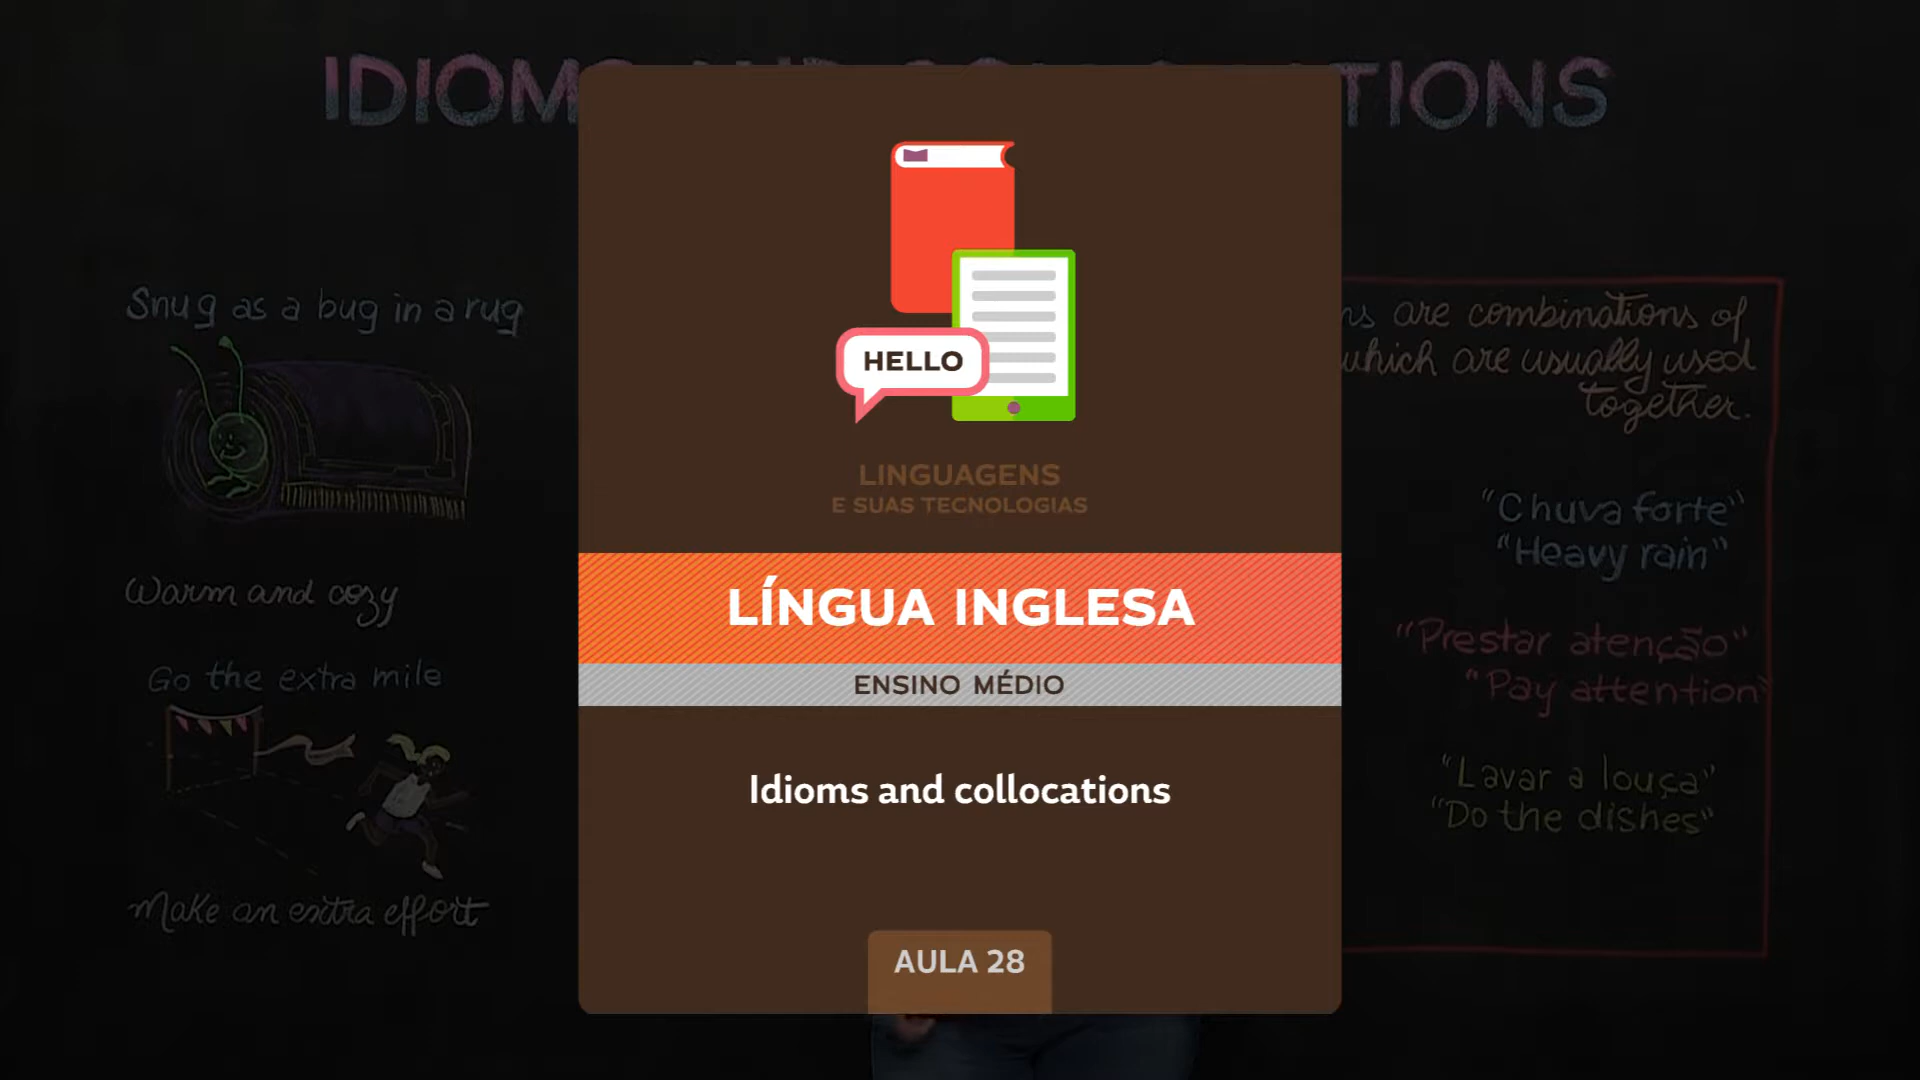 IDIOMS TIONS
Snug as a bug in a rug
Warm and cozy
Go the extra mile
Make an extra effort
HELLO
LINGUAGENS
E SUAS TECNOLOGIAS
LÍNGUA INGLESA
ENSINO MÉDIO
Idioms and collocations
AULA 28
ns are combinations of
which are usually used
together.
"Chuva forte"
"Heavy rain"
"Prestar atenção"
"Pay attention"
"Lavar a louça"
"Do the dishes"